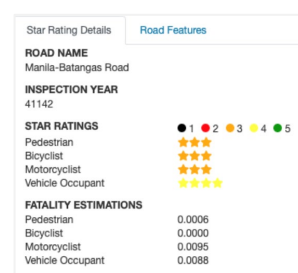 Star Rating Details Road Features
ROAD NAME
Manila-Batangas Road
INSPECTION YEAR
41142
STAR RATINGS 1 2 3 4 5
Pedestrian
Bicyclist
Motorcyclist
Vehicle Occupant
FATALITY ESTIMATIONS
Pedestrian 0.0006
Bicyclist 0.0000
Motorcyclist 0.0095
Vehicle Occupant 0.0088